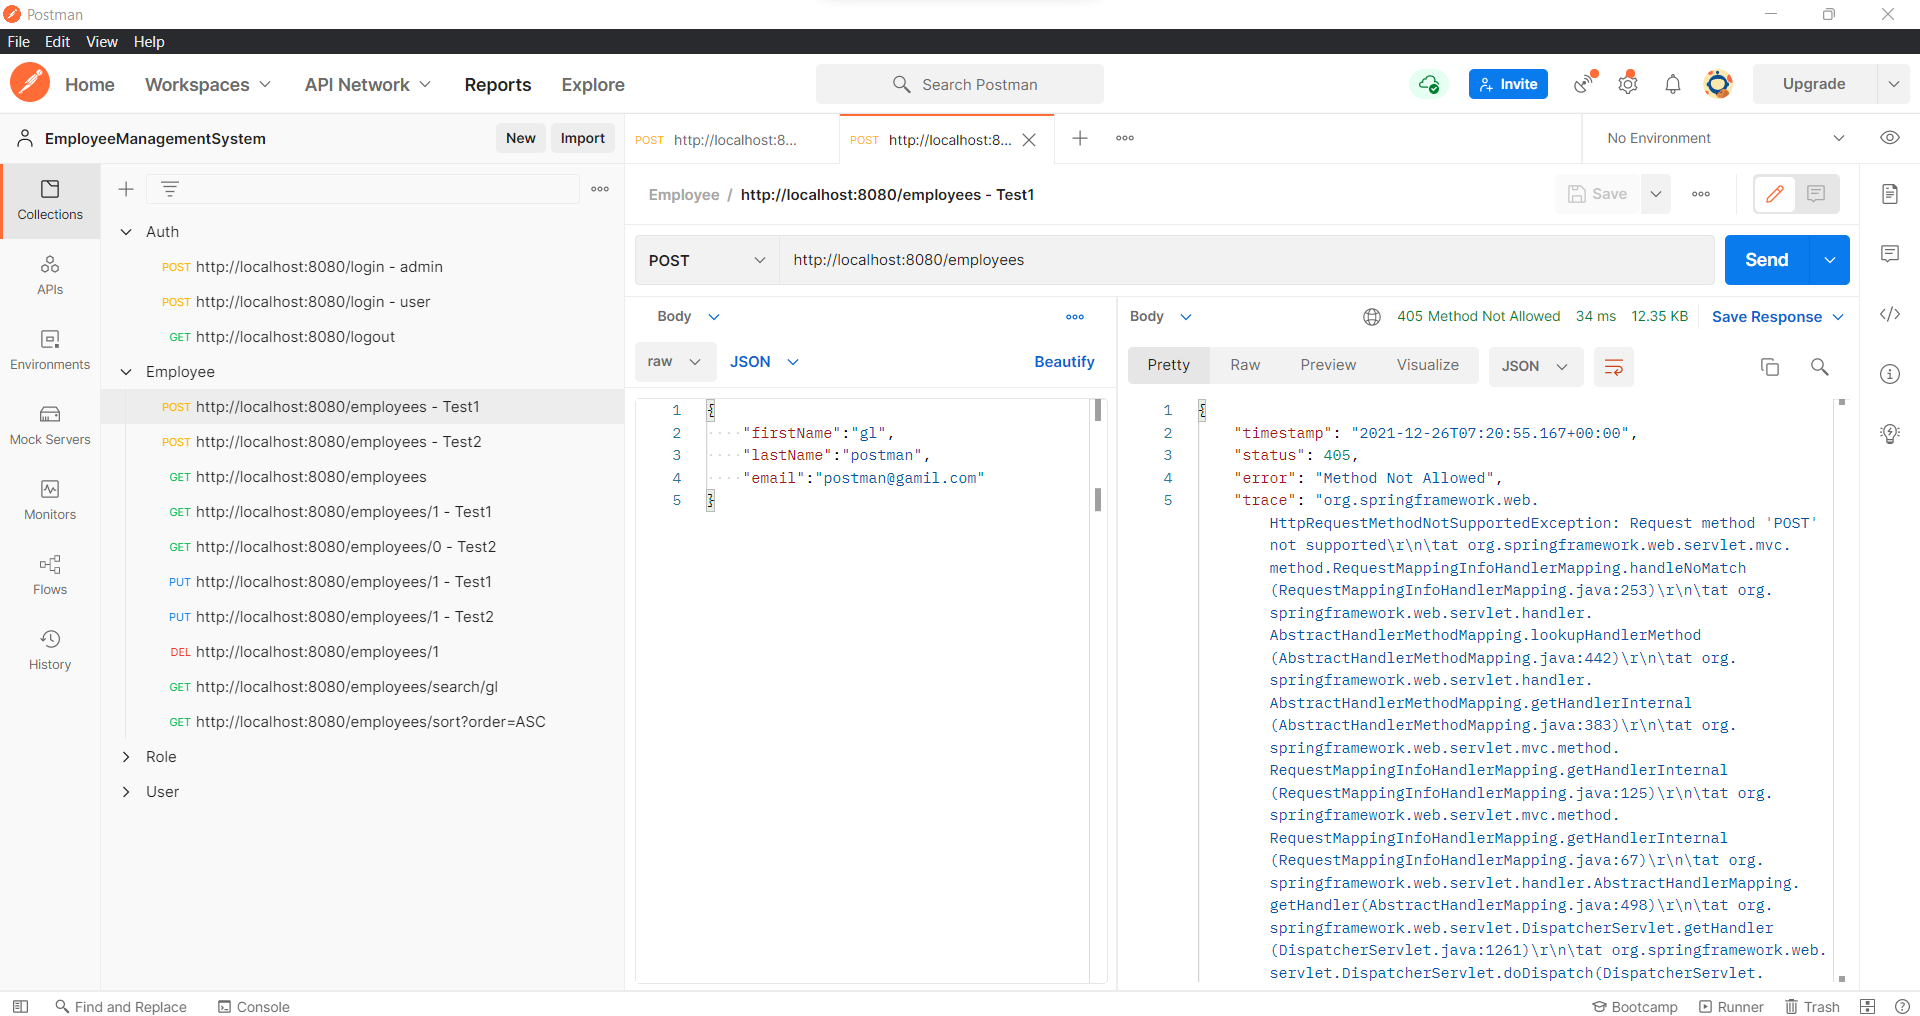 Postman
File Edit View Help
Home Workspaces API Network Reports Explore Search Postman Invite Upgrade
EmployeeManagementSystem New Import
POST http://localhost:8... POST http://localhost:8... No Environment
Collections
APIs
Environments
Mock Servers
Monitors
Flows
History
Auth
POST http://localhost:8080/login - admin
POST http://localhost:8080/login - user
GET http://localhost:8080/logout
Employee
POST http://localhost:8080/employees - Test1
POST http://localhost:8080/employees - Test2
GET http://localhost:8080/employees
GET http://localhost:8080/employees/1 - Test1
GET http://localhost:8080/employees/0 - Test2
PUT http://localhost:8080/employees/1 - Test1
PUT http://localhost:8080/employees/1 - Test2
DEL http://localhost:8080/employees/1
GET http://localhost:8080/employees/search/gl
GET http://localhost:8080/employees/sort?order=ASC
Role
User
Employee / http://localhost:8080/employees - Test1 Save
POST http://localhost:8080/employees Send
Body
raw JSON Beautify
1 {
2 "firstName":"gl",
3 "lastName":"postman",
4 "email":"postman@gamil.com"
5 }
Body 405 Method Not Allowed 34 ms 12.35 KB Save Response
Pretty Raw Preview Visualize JSON
1 {
2 "timestamp": "2021-12-26T07:20:55.167+00:00",
3 "status": 405,
4 "error": "Method Not Allowed",
5 "trace": "org.springframework.web.
HttpRequestMethodNotSupportedException: Request method 'POST'
not supported\r\n\tat org.springframework.web.servlet.mvc.
method.RequestMappingInfoHandlerMapping.handleNoMatch
(RequestMappingInfoHandlerMapping.java:253)\r\n\tat org.
springframework.web.servlet.handler.
AbstractHandlerMethodMapping.lookupHandlerMethod
(AbstractHandlerMethodMapping.java:442)\r\n\tat org.
springframework.web.servlet.handler.
AbstractHandlerMethodMapping.getHandlerInternal
(AbstractHandlerMethodMapping.java:383)\r\n\tat org.
springframework.web.servlet.mvc.method.
RequestMappingInfoHandlerMapping.getHandlerInternal
(RequestMappingInfoHandlerMapping.java:125)\r\n\tat org.
springframework.web.servlet.mvc.method.
RequestMappingInfoHandlerMapping.getHandlerInternal
(RequestMappingInfoHandlerMapping.java:67)\r\n\tat org.
springframework.web.servlet.handler.AbstractHandlerMapping.
getHandler(AbstractHandlerMapping.java:498)\r\n\tat org.
springframework.web.servlet.DispatcherServlet.getHandler
(DispatcherServlet.java:1261)\r\n\tat org.springframework.web.
servlet.DispatcherServlet.doDispatch(DispatcherServlet.
Find and Replace Console Bootcamp Runner Trash